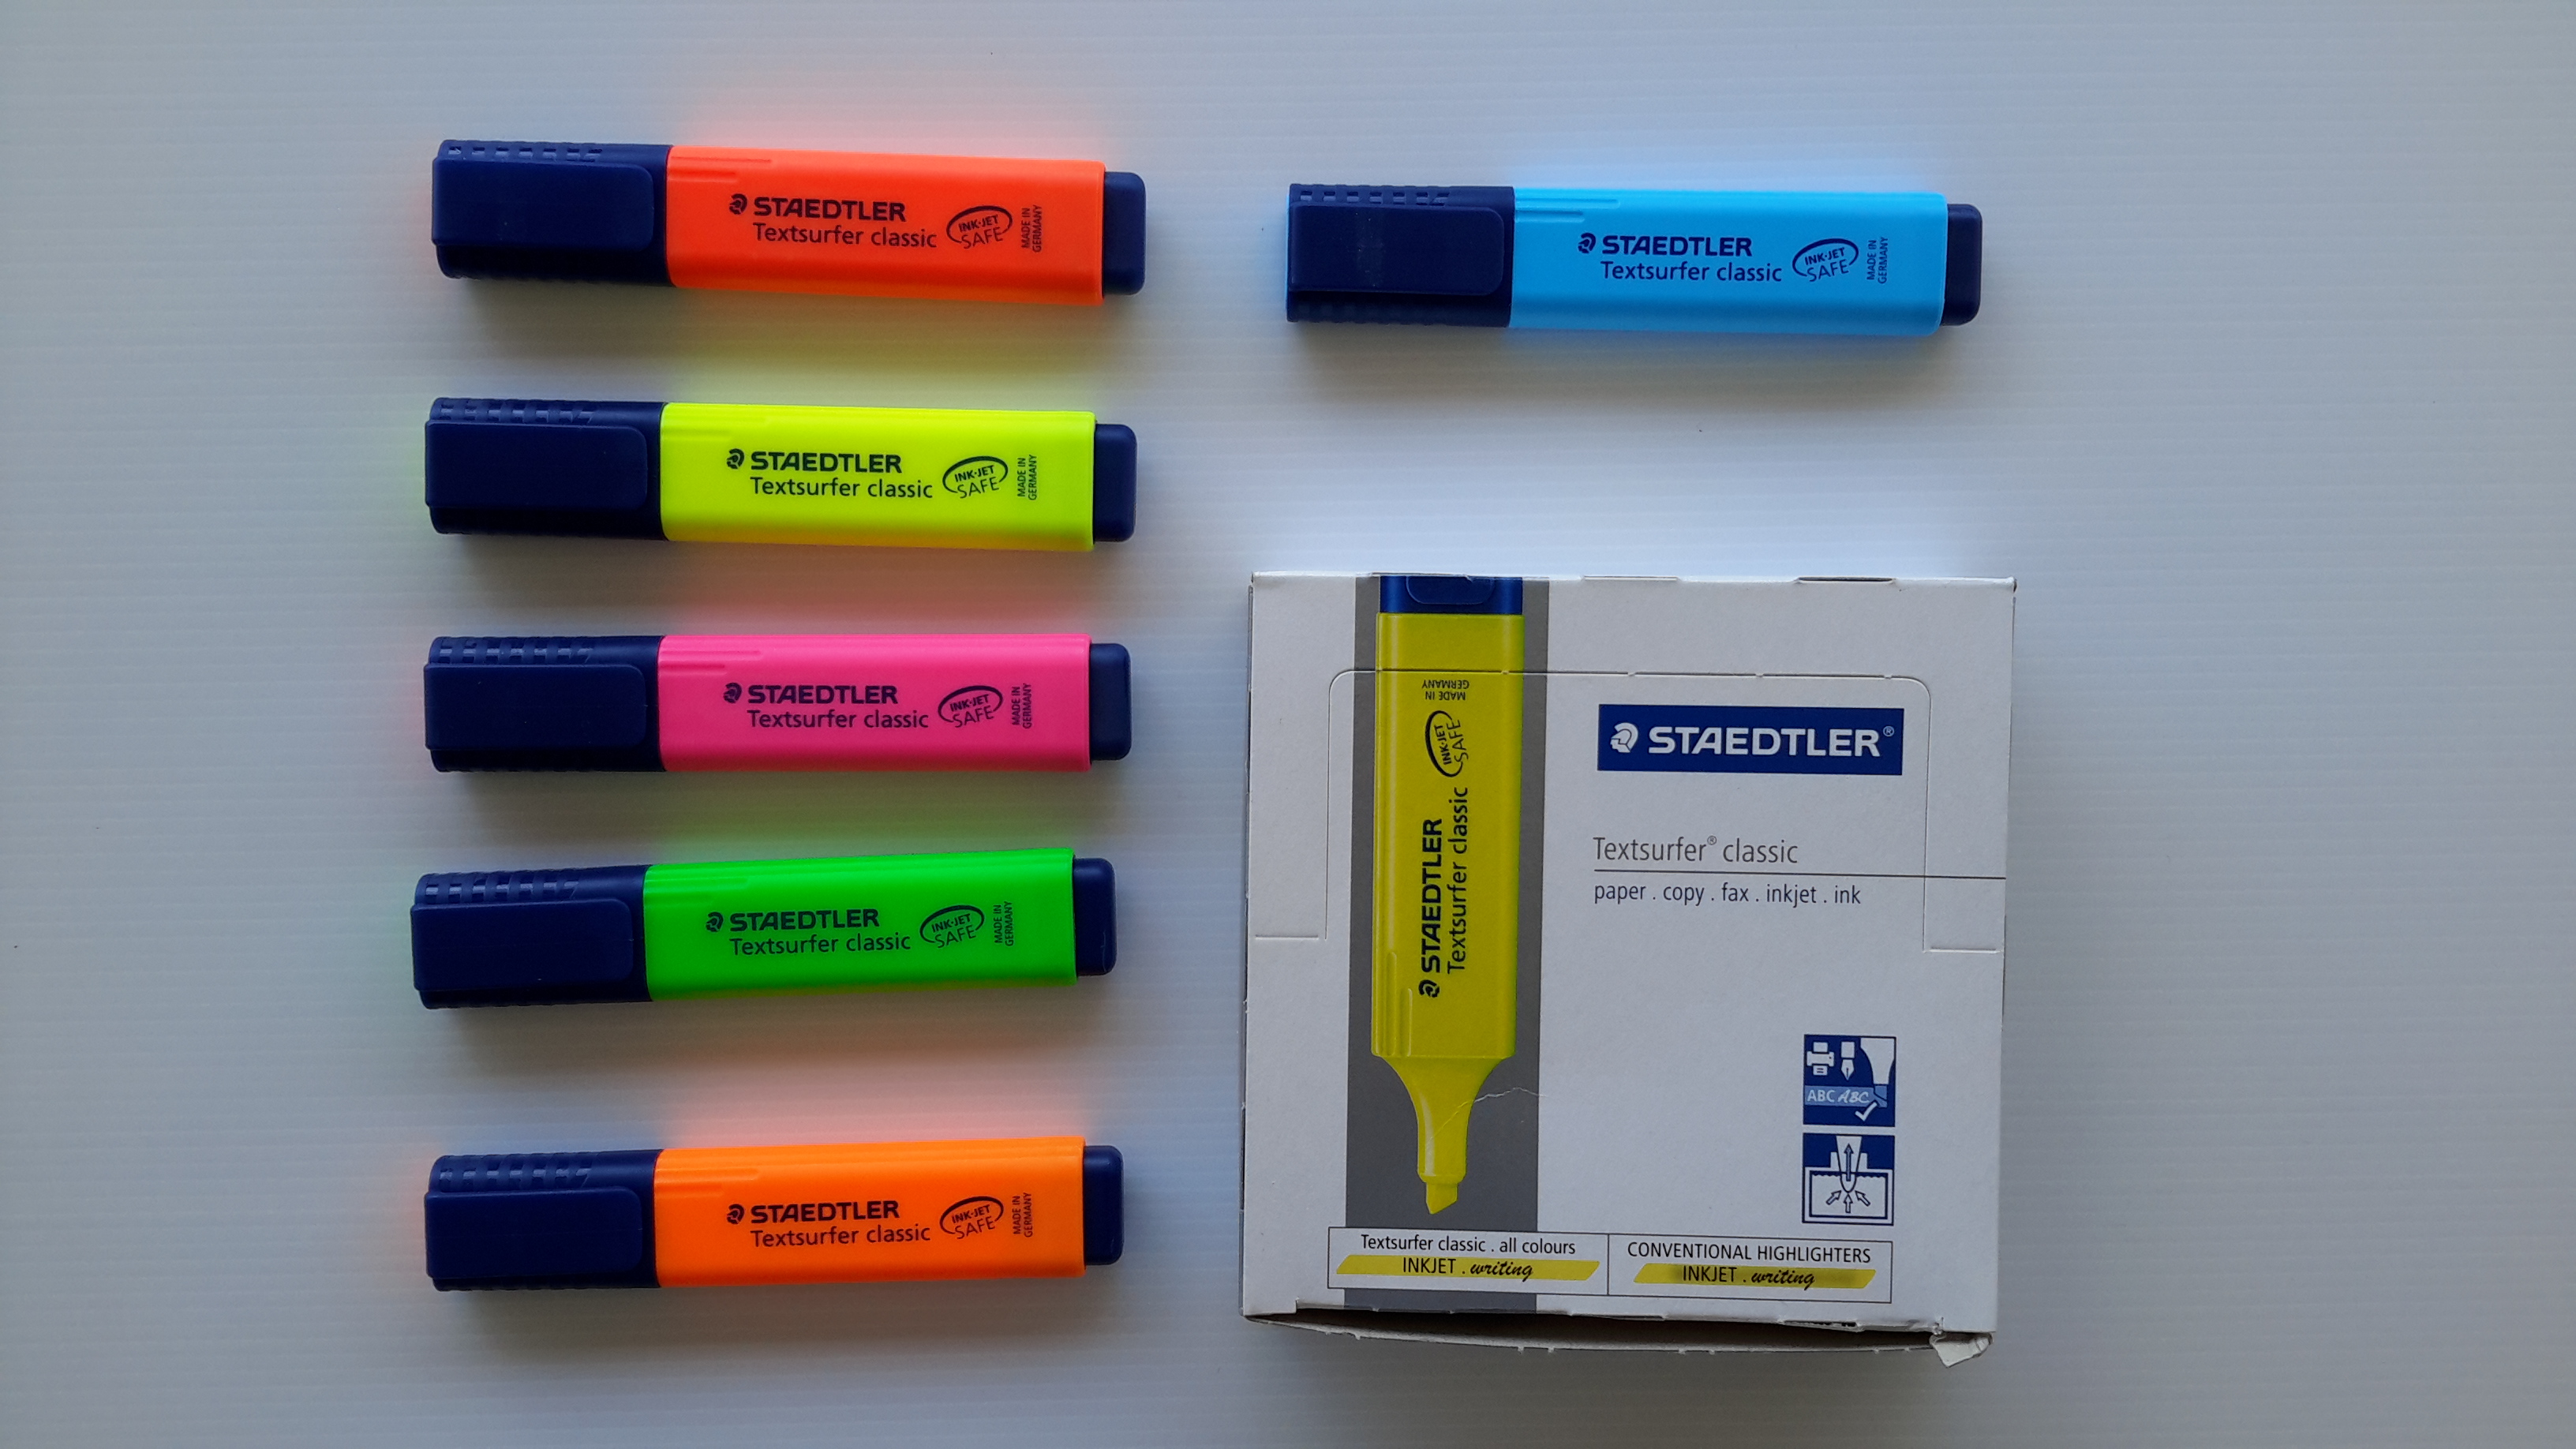 STAEDTLER
Textsurfer classic
INK-JET
SAFE
MADE IN
GERMANY
STAEDTLER
Textsurfer classic
INK-JET
SAFE
MADE IN
GERMANY
STAEDTLER
Textsurfer classic
INK-JET
SAFE
MADE IN
GERMANY
STAEDTLER
Textsurfer classic
INK-JET
SAFE
MADE IN
GERMANY
STAEDTLER
Textsurfer classic
INK-JET
SAFE
MADE IN
GERMANY
STAEDTLER
Textsurfer classic
INK-JET
SAFE
MADE IN
GERMANY
STAEDTLER
Textsurfer classic
INK-JET
SAFE
MADE IN
GERMANY
STAEDTLER®
Textsurfer® classic
paper . copy . fax . inkjet . ink
ABC ABC
Textsurfer classic . all colours
INKJET . writing
CONVENTIONAL HIGHLIGHTERS
INKJET . writing